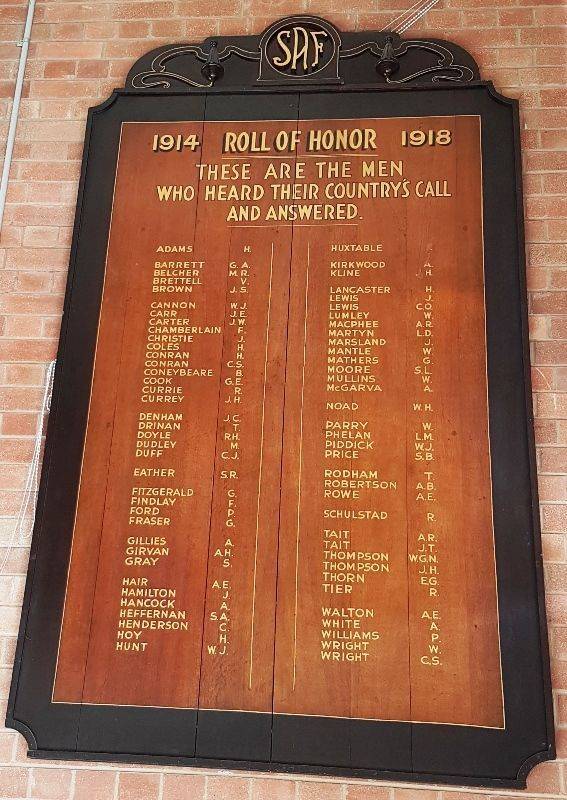 SAF
1914 ROLL OF HONOR 1918
THESE ARE THE MEN
WHO HEARD THEIR COUNTRY'S CALL
AND ANSWERED.
ADAMS H.
BARRETT G. A.
BELCHER M. R.
BRETTELL V.
BROWN J. S.
CANNON W. J.
CARR J. E.
CARTER J. W.
CHAMBERLAIN F.
CHRISTIE J.
COLES H.
CONRAN H.
CONRAN C. S.
CONEYBEARE B.
COOK G. E.
CURRIE R.
CURREY J. H.
DENHAM J. C.
DRINAN T.
DOYLE R. H.
DUDLEY M.
DUFF C. J.
EATHER S. R.
FITZGERALD G.
FINDLAY F.
FORD P.
FRASER G.
GILLIES A.
GIRVAN A. H.
GRAY S.
HAIR A. E.
HAMILTON J.
HANCOCK A.
HEFFERNAN S. A.
HENDERSON C.
HOY H.
HUNT W. J.
HUXTABLE
KIRKWOOD A.
KLINE J. H.
LANCASTER H.
LEWIS J.
LEWIS C. O.
LUMLEY W.
MACPHEE A. R.
MARTYN L. D.
MARSLAND J.
MANTLE W.
MATHERS G.
MOORE S. L.
MULLINS W.
McGARVA A.
NOAD W. H.
PARRY W.
PHELAN L. M.
PIDDICK W. J.
PRICE S. B.
RODHAM T.
ROBERTSON A. B.
ROWE A. E.
SCHULSTAD R.
TAIT A. R.
TAIT J. T.
THOMPSON W. G. N.
THOMPSON J. H.
THORN E. G.
TIER R.
WALTON A. E.
WHITE A.
WILLIAMS P.
WRIGHT W.
WRIGHT C. S.